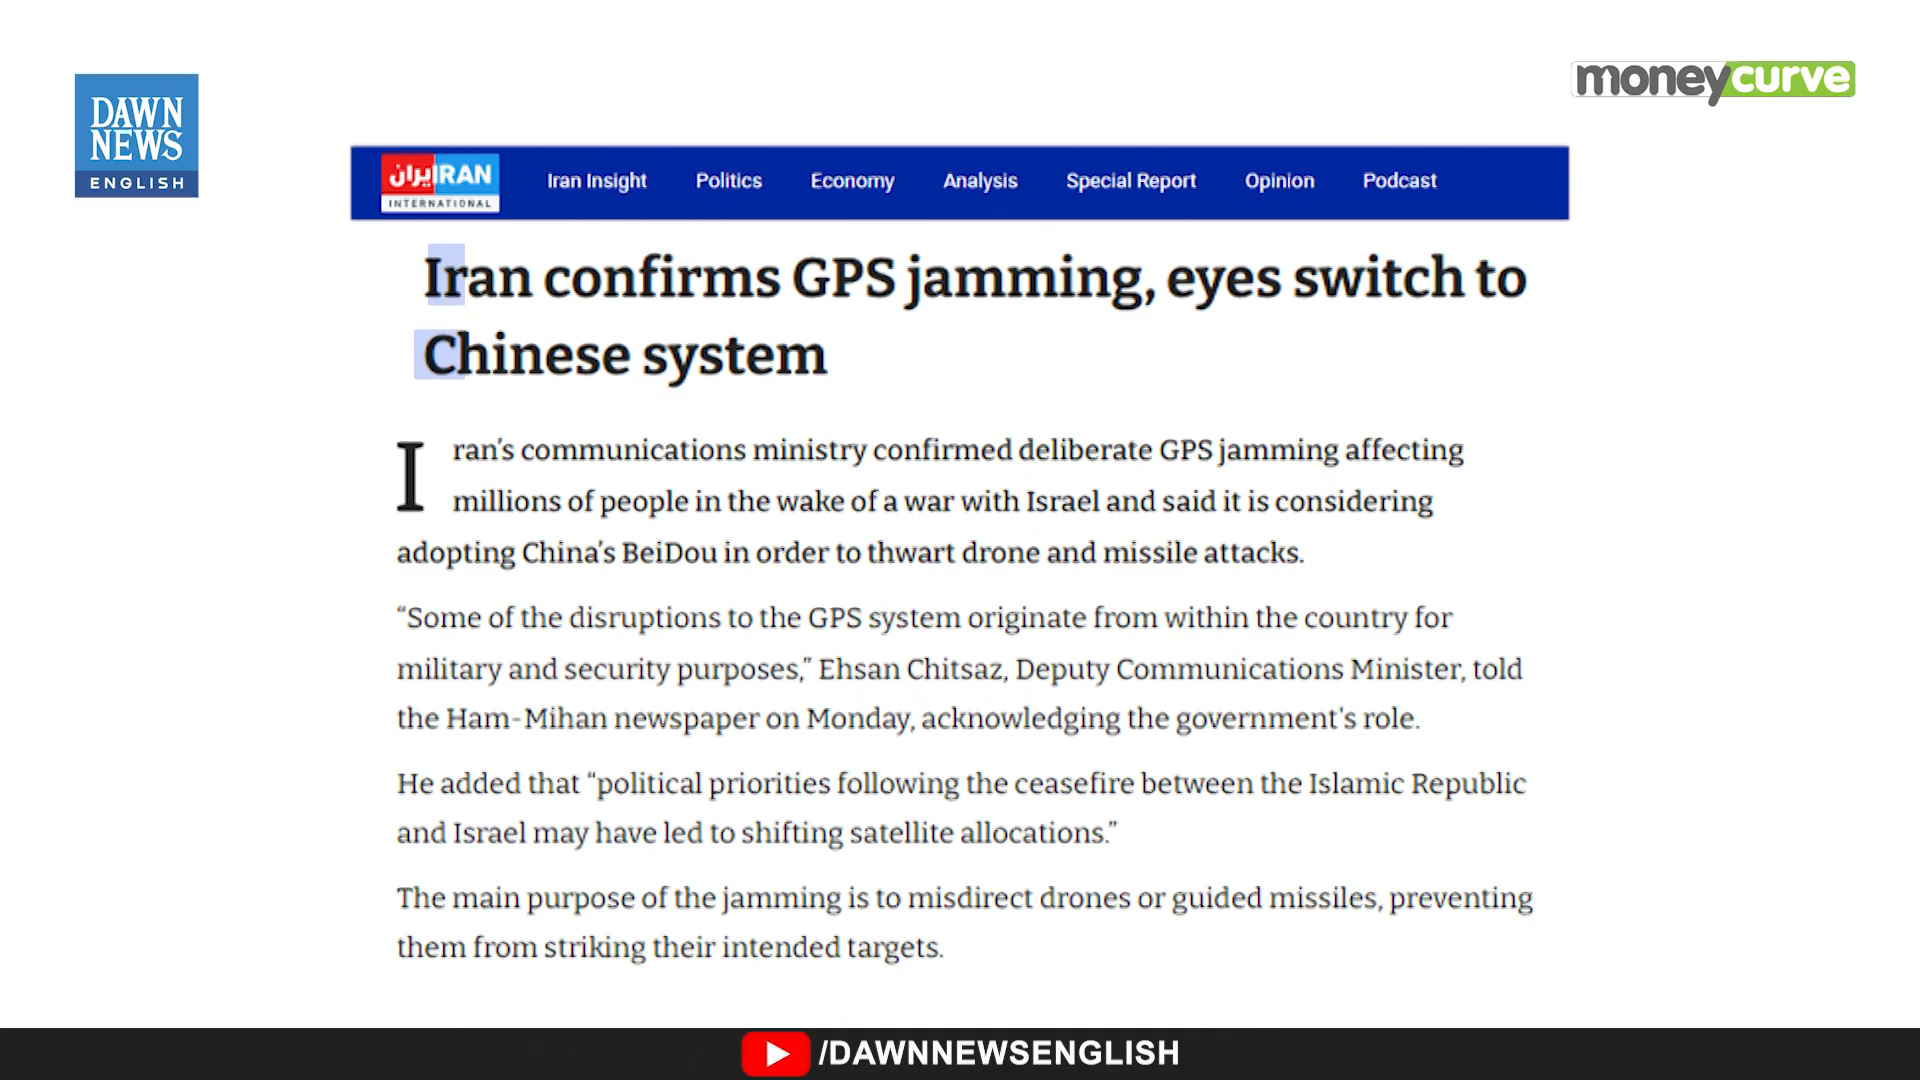 DAWN
NEWS
ENGLISH
moneycurve
ایران IRAN
INTERNATIONAL
Iran Insight Politics Economy Analysis Special Report Opinion Podcast
Iran confirms GPS jamming, eyes switch to
Chinese system
Iran’s communications ministry confirmed deliberate GPS jamming affecting
millions of people in the wake of a war with Israel and said it is considering
adopting China’s BeiDou in order to thwart drone and missile attacks.
“Some of the disruptions to the GPS system originate from within the country for
military and security purposes,” Ehsan Chitsaz, Deputy Communications Minister, told
the Ham-Mihan newspaper on Monday, acknowledging the government's role.
He added that “political priorities following the ceasefire between the Islamic Republic
and Israel may have led to shifting satellite allocations.”
The main purpose of the jamming is to misdirect drones or guided missiles, preventing
them from striking their intended targets.
/DAWNNEWSENGLISH